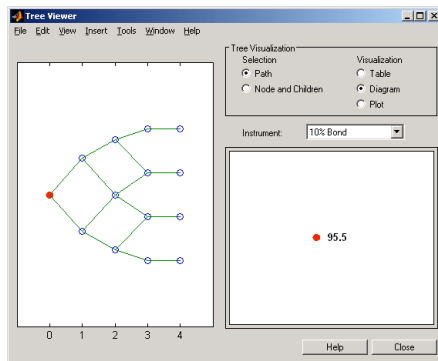 Tree Viewer
File Edit View Insert Tools Window Help
Tree Visualization
Selection Visualization
Path Table
Node and Children Diagram
Plot
Instrument: 10% Bond
95.5
0 1 2 3 4
Help Close